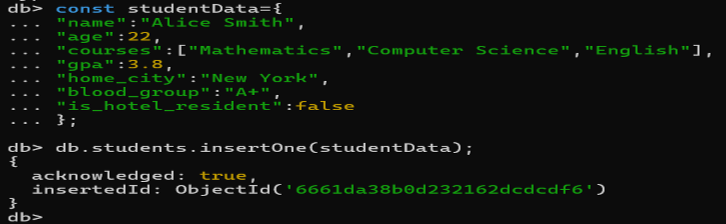 db> const studentData={
... "name":"Alice Smith",
... "age":22,
... "courses":["Mathematics","Computer Science","English"],
... "gpa":3.8,
... "home_city":"New York",
... "blood_group":"A+",
... "is_hotel_resident":false
... };
db> db.students.insertOne(studentData);
{
  acknowledged: true,
  insertedId: ObjectId('6661da38b0d232162dcdcdf6')
}
db>